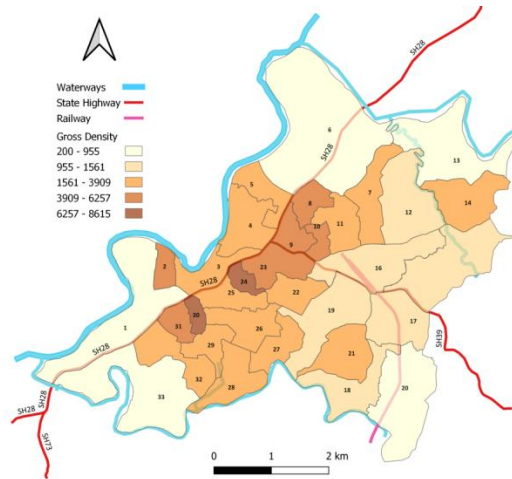 Waterways
State Highway
Railway
Gross Density
200 - 955
955 - 1561
1561 - 3909
3909 - 6257
6257 - 8615
SH28
6
SH28
13
5
8
7
14
4
10
11
12
9
2
3
23
16
24
SH28
25
22
30
1
31
19
17
26
29
SH28
27
21
SH39
32
28
18
20
33
SH28
SH28
SH73
0 1 2 km